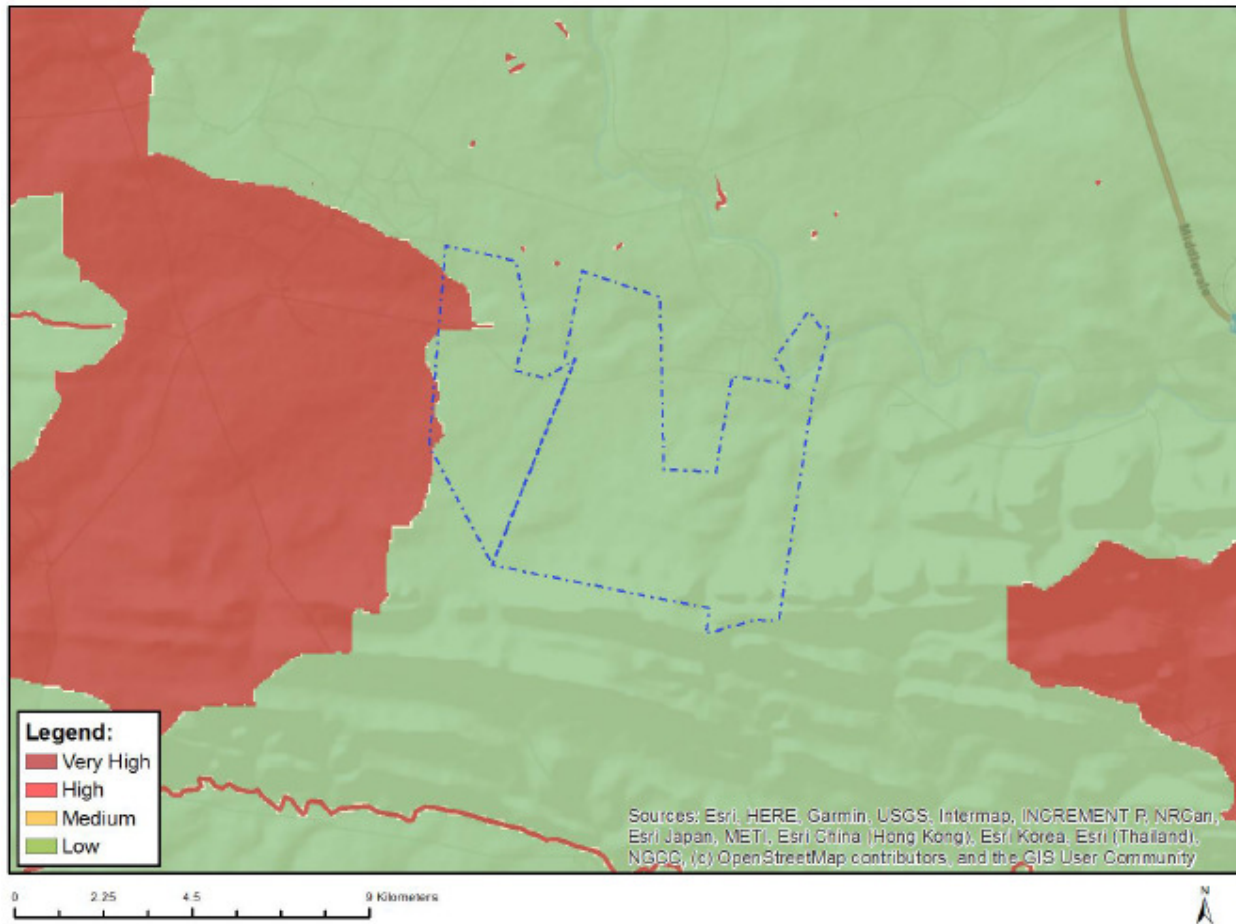 Middlevale
Legend:
Very High
High
Medium
Low
Sources: Esri, HERE, Garmin, USGS, Intermap, INCREMENT P, NRCan,
Esri Japan, METI, Esri China (Hong Kong), Esri Korea, Esri (Thailand),
NGCC, (c) OpenStreetMap contributors, and the GIS User Community
0 2.25 4.5 9 Kilometers
N